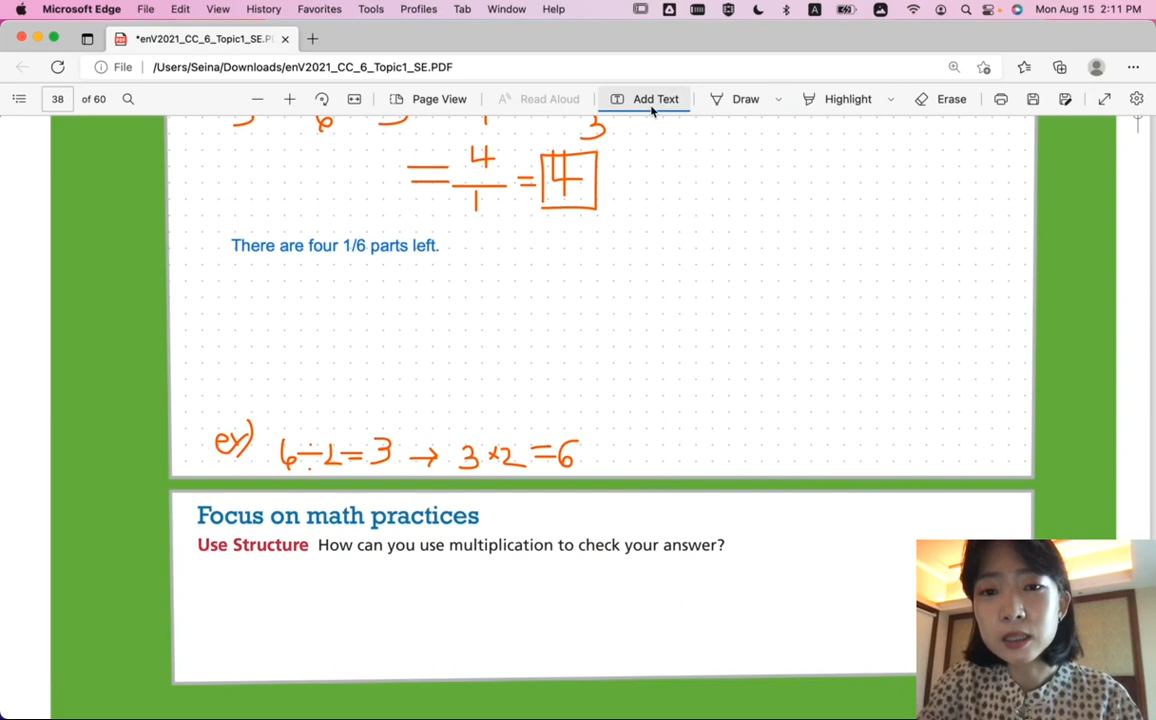 Microsoft Edge File Edit View History Favorites Tools Profiles Tab Window Help A Mon Aug 15 2:11 PM
*enV2021_CC_6_Topic1_SE.P
File /Users/Seina/Downloads/enV2021_CC_6_Topic1_SE.PDF
38 of 60 Page View Read Aloud Add Text Draw Highlight Erase
= 4/1 = 4
There are four 1/6 parts left.
ex) 6÷2=3 → 3×2=6
Focus on math practices
Use Structure How can you use multiplication to check your answer?